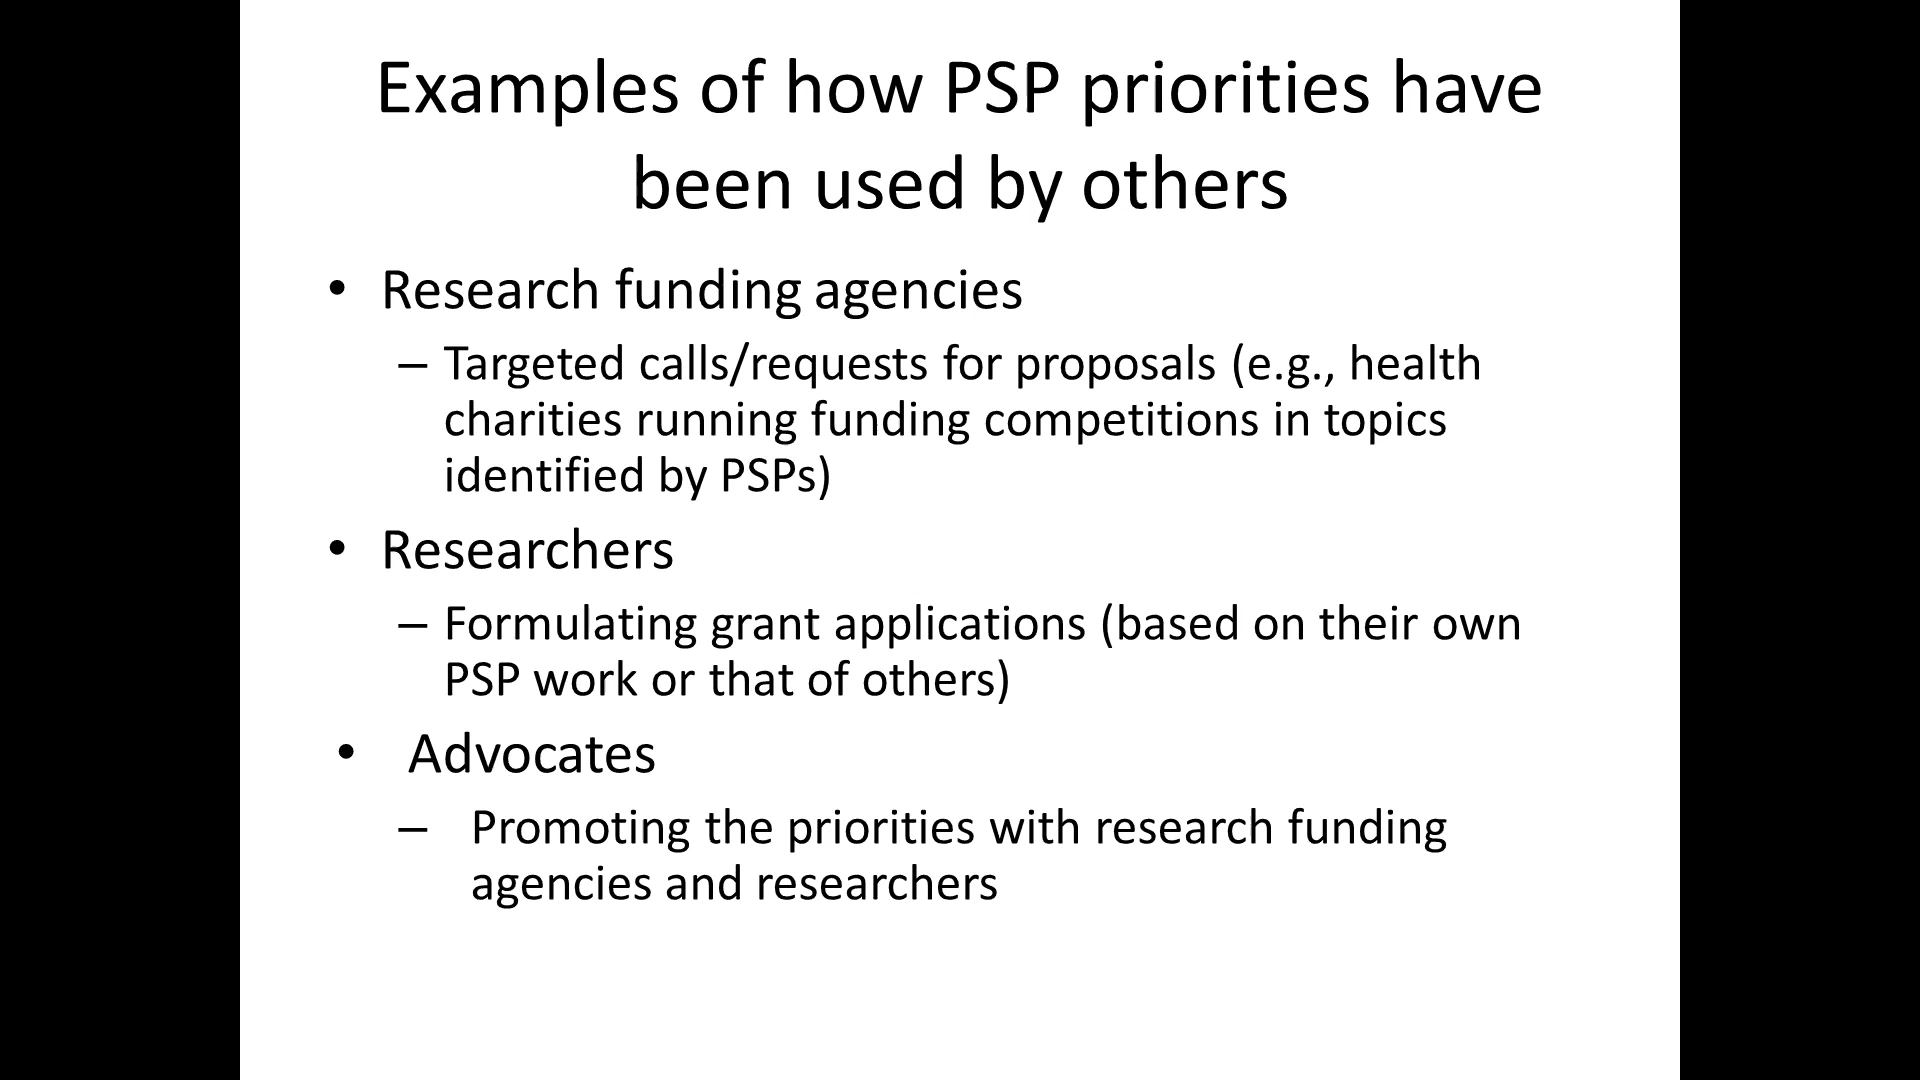 Examples of how PSP priorities have
been used by others
• Research funding agencies
– Targeted calls/requests for proposals (e.g., health
charities running funding competitions in topics
identified by PSPs)
• Researchers
– Formulating grant applications (based on their own
PSP work or that of others)
• Advocates
– Promoting the priorities with research funding
agencies and researchers